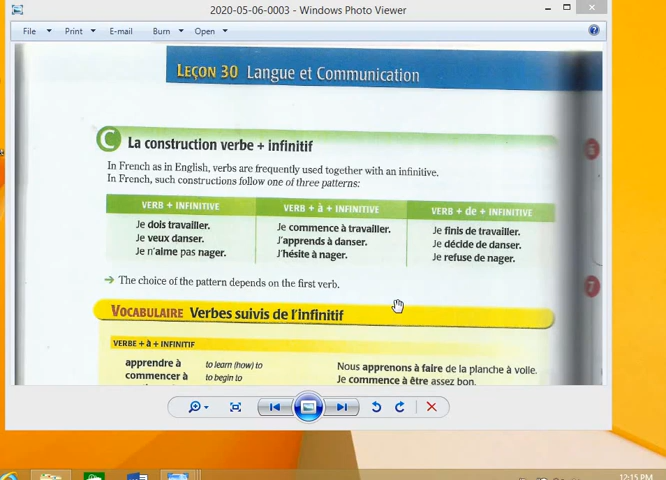 2020-05-06-0003 - Windows Photo Viewer
File Print E-mail Burn Open
LEÇON 30 Langue et Communication
C La construction verbe + infinitif
In French as in English, verbs are frequently used together with an infinitive.
In French, such constructions follow one of three patterns:
VERB + INFINITIVE VERB + à + INFINITIVE VERB + de + INFINITIVE
Je dois travailler. Je commence à travailler. Je finis de travailler.
Je veux danser. J'apprends à danser. Je décide de danser.
Je n'aime pas nager. J'hésite à nager. Je refuse de nager.
→ The choice of the pattern depends on the first verb.
7
VOCABULAIRE Verbes suivis de l'infinitif
VERBE + à + INFINITIF
apprendre à to learn (how) to Nous apprenons à faire de la planche à voile.
commencer à to begin to Je commence à être assez bon.
12:15 PM